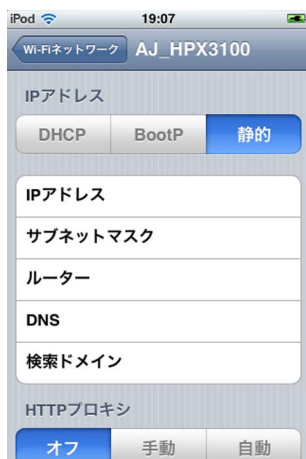 iPod 19:07
Wi-Fiネットワーク AJ_HPX3100
IPアドレス
DHCP BootP 静的
IPアドレス
サブネットマスク
ルーター
DNS
検索ドメイン
HTTPプロキシ
オフ 手動 自動